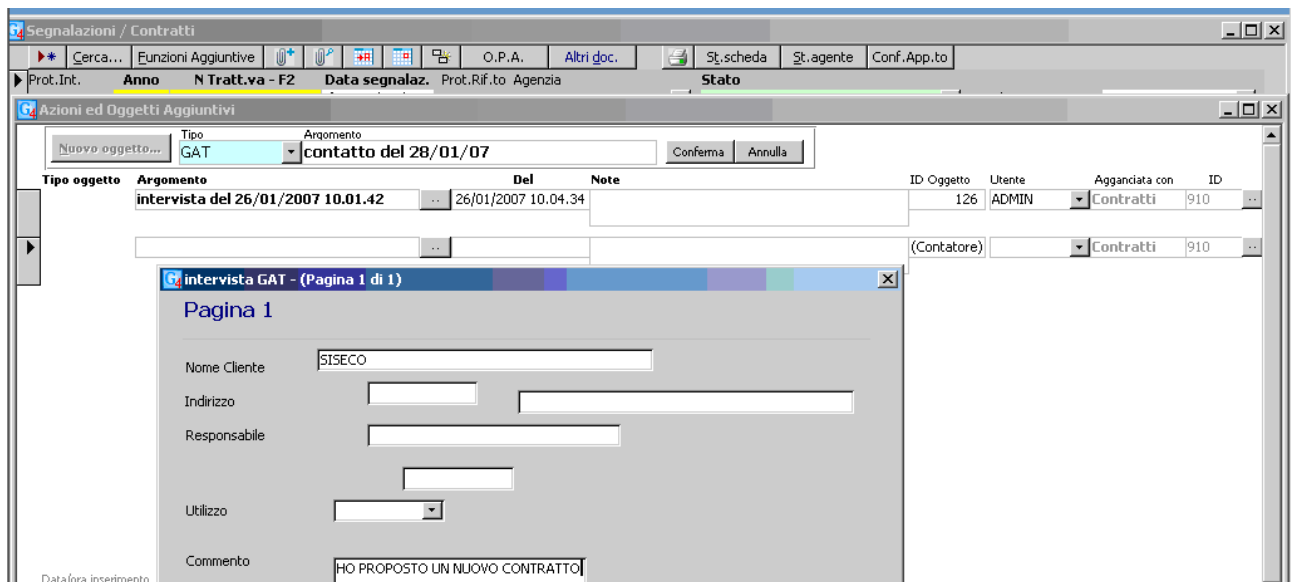 Segnalazioni / Contratti
Cerca... Funzioni Aggiuntive O.P.A. Altri doc. St.scheda St.agente Conf.App.to
Prot.Int. Anno N Tratt.va - F2 Data segnalaz. Prot.Rif.to Agenzia Stato
Azioni ed Oggetti Aggiuntivi
Tipo Argomento
Nuovo oggetto... GAT contatto del 28/01/07 Conferma Annulla
Tipo oggetto Argomento Del Note ID Oggetto Utente Agganciata con ID
intervista del 26/01/2007 10.01.42 .. 26/01/2007 10.04.34 126 ADMIN Contratti 910 ..
.. (Contatore) Contratti 910 ..
intervista GAT - (Pagina 1 di 1)
Pagina 1
Nome Cliente SISECO
Indirizzo
Responsabile
Utilizzo
Commento HO PROPOSTO UN NUOVO CONTRATTO
Data/ora inserimento